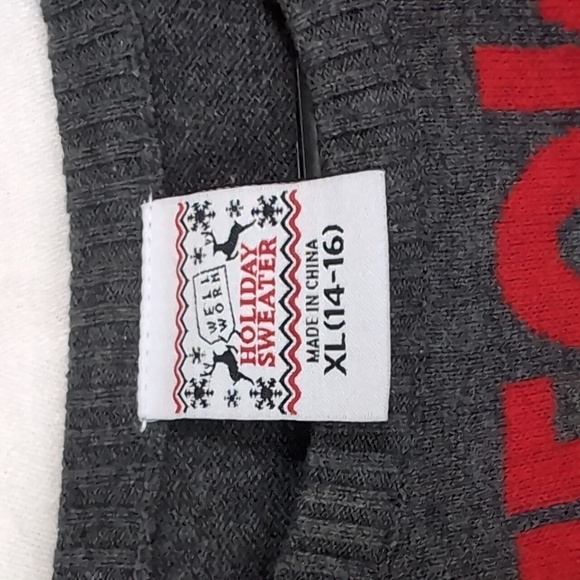 WELL
WORN
HOLIDAY
SWEATER
MADE IN CHINA
XL(14-16)